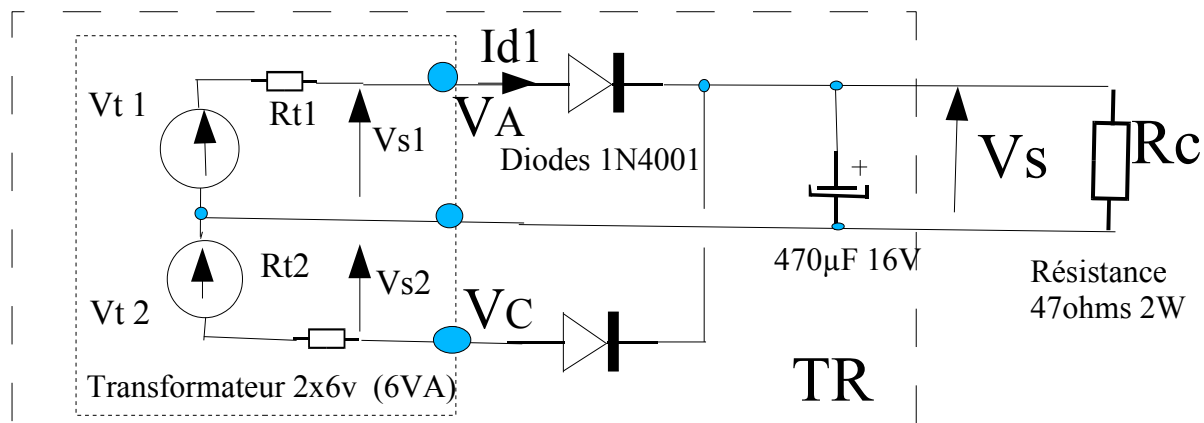 Id1
Vt 1
Rt1
VA
Vs1
Diodes 1N4001
+
Vs
Rc
Rt2
Vs2
470µF 16V
Résistance
47ohms 2W
Vt 2
VC
Transformateur 2x6v (6VA)
TR